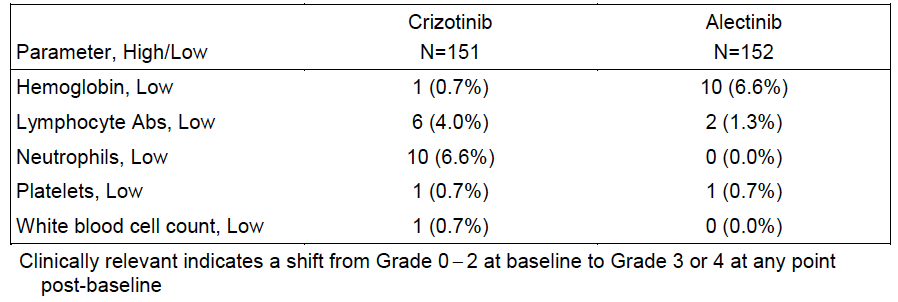 Crizotinib Alectinib
Parameter, High/Low N=151 N=152
Hemoglobin, Low 1 (0.7%) 10 (6.6%)
Lymphocyte Abs, Low 6 (4.0%) 2 (1.3%)
Neutrophils, Low 10 (6.6%) 0 (0.0%)
Platelets, Low 1 (0.7%) 1 (0.7%)
White blood cell count, Low 1 (0.7%) 0 (0.0%)
Clinically relevant indicates a shift from Grade 0 – 2 at baseline to Grade 3 or 4 at any point
post-baseline